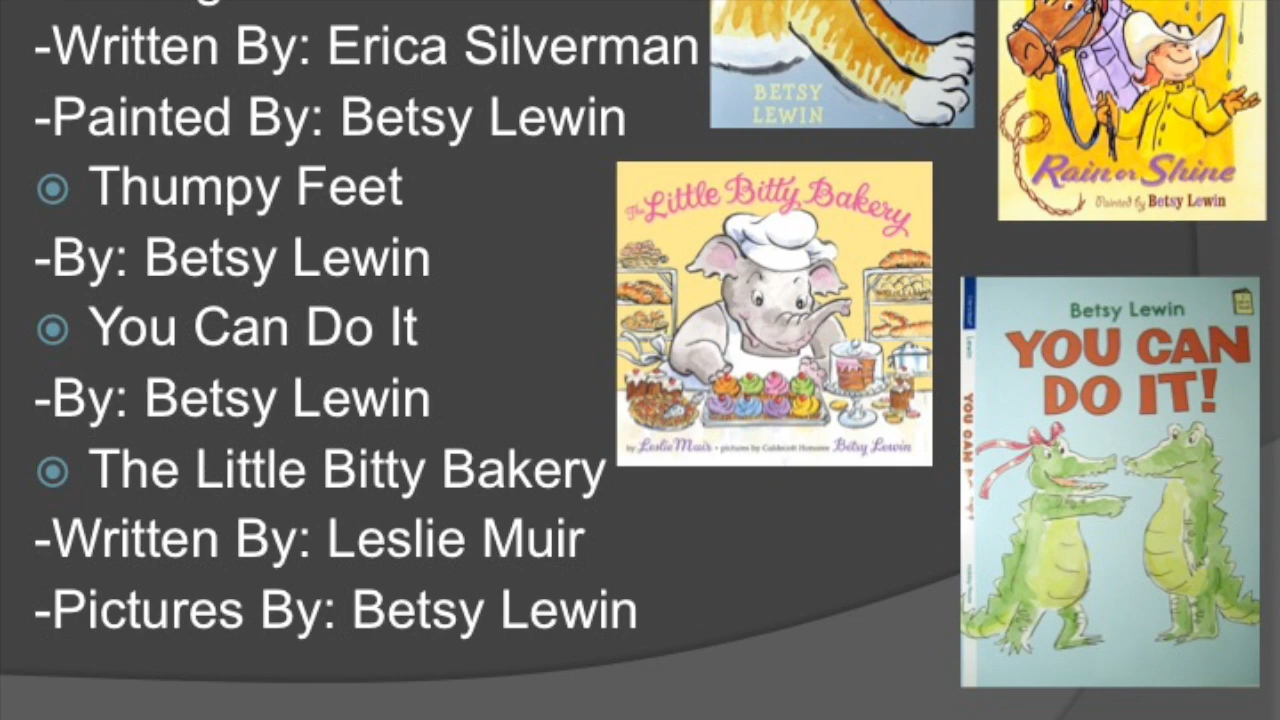 -Written By: Erica Silverman
-Painted By: Betsy Lewin
Thumpy Feet
-By: Betsy Lewin
You Can Do It
-By: Betsy Lewin
The Little Bitty Bakery
-Written By: Leslie Muir
-Pictures By: Betsy Lewin
BETSY
LEWIN
Rain or Shine
Painted by Betsy Lewin
The Little Bitty Bakery
by Leslie Muir • pictures by Caldecott Honoree Betsy Lewin
Betsy Lewin
YOU CAN
DO IT!